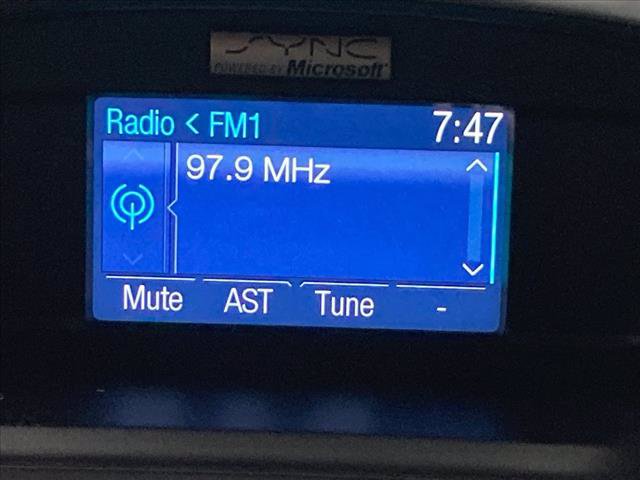 SYNC
POWERED BY Microsoft
Radio < FM1 7:47
97.9 MHz
Mute AST Tune -